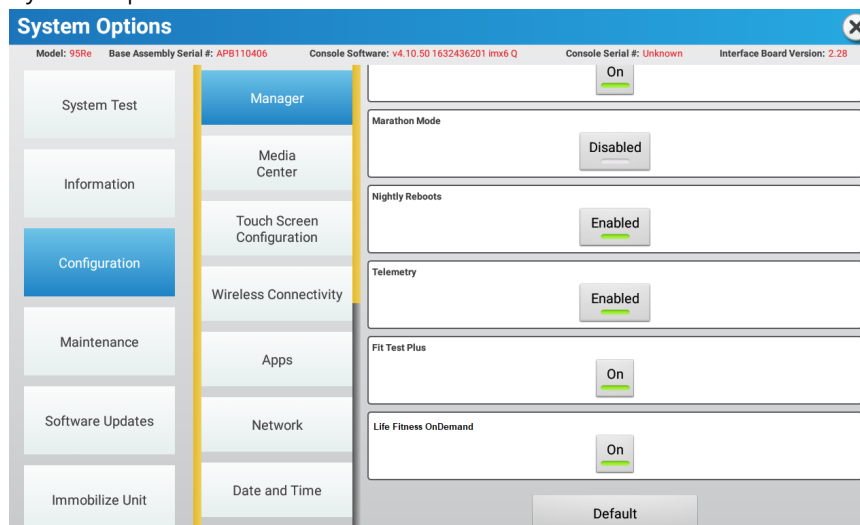 System Options
Model: 95Re Base Assembly Serial #: APB110406 Console Software: v4.10.50 1632436201 imx6 Q Console Serial #: Unknown Interface Board Version: 2.28
System Test
Information
Configuration
Maintenance
Software Updates
Immobilize Unit
Manager
Media
Center
Touch Screen
Configuration
Wireless Connectivity
Apps
Network
Date and Time
On
Marathon Mode
Disabled
Nightly Reboots
Enabled
Telemetry
Enabled
Fit Test Plus
On
Life Fitness OnDemand
On
Default